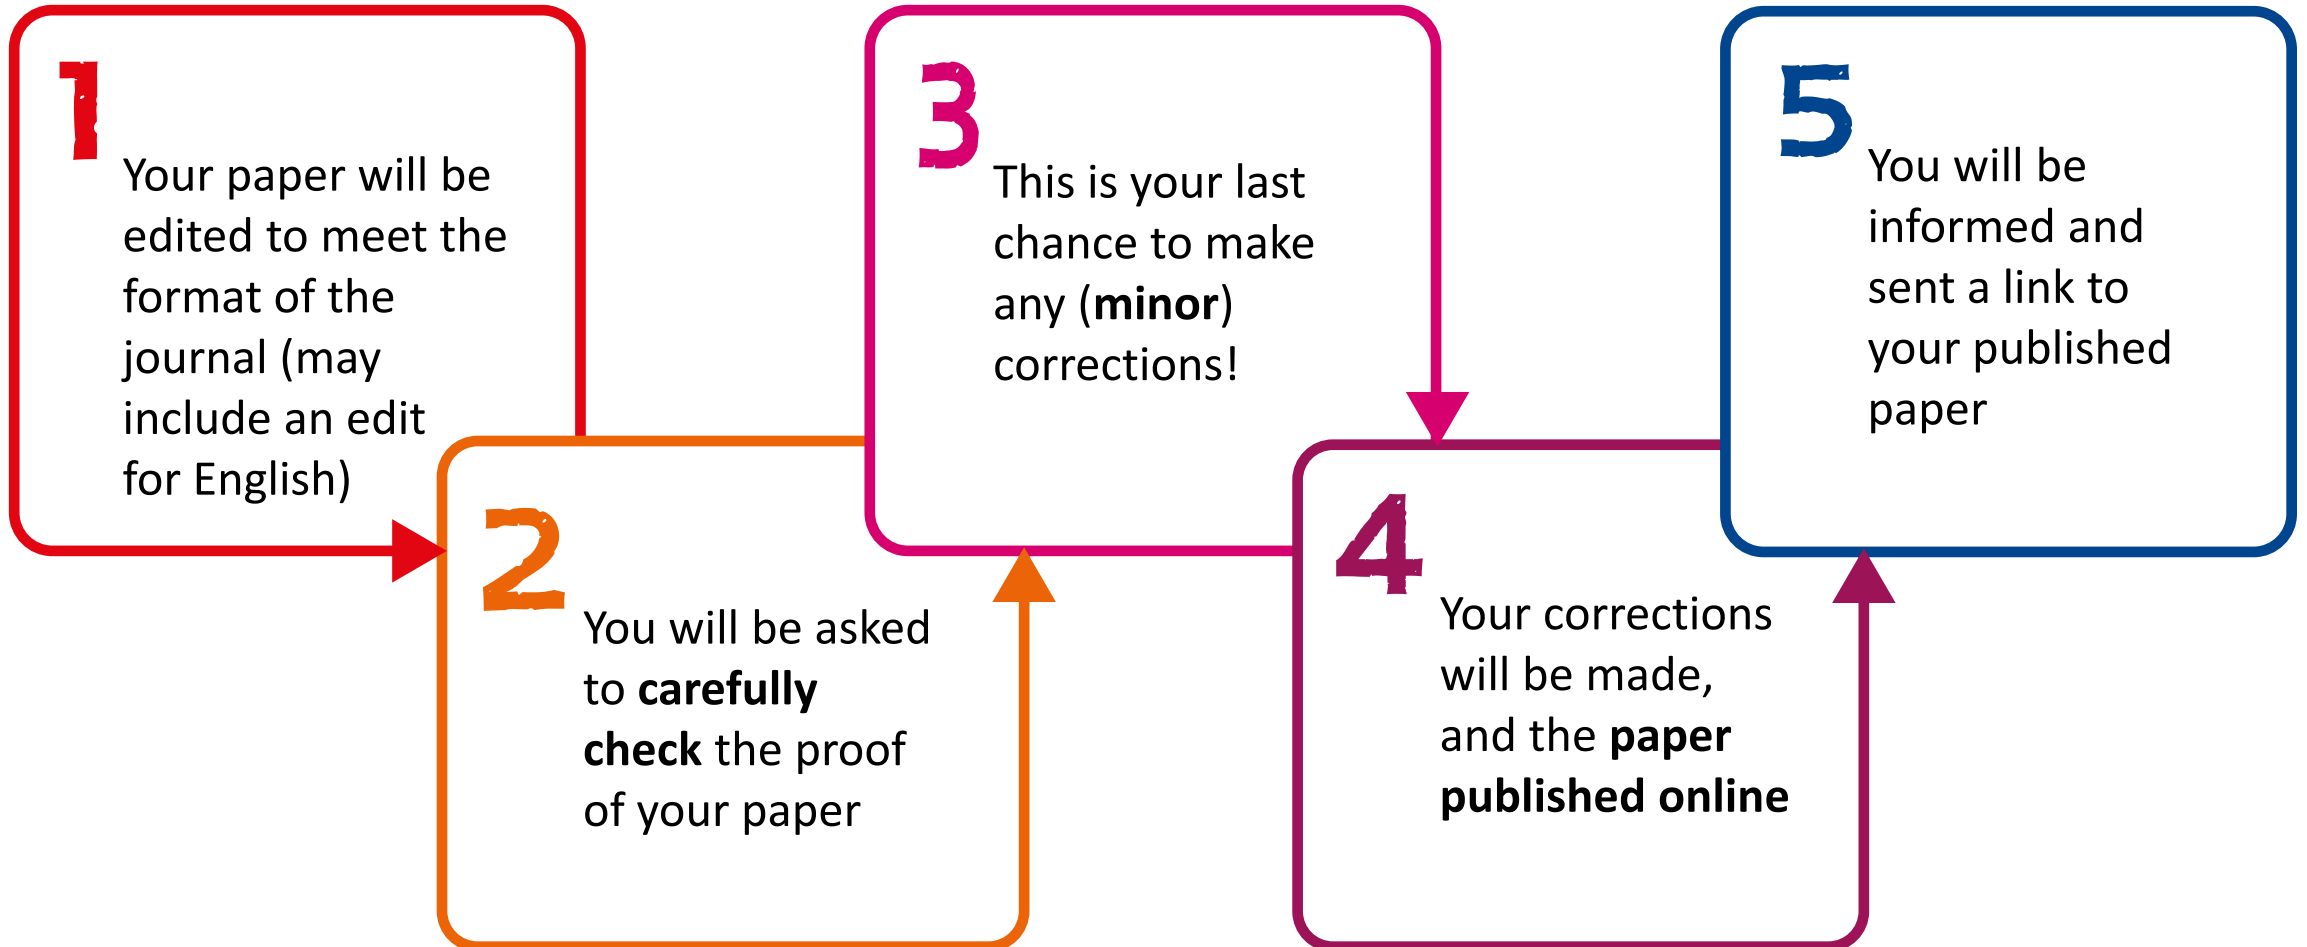 1
Your paper will be
edited to meet the
format of the
journal (may
include an edit
for English)
2
You will be asked
to carefully
check the proof
of your paper
3
This is your last
chance to make
any (minor)
corrections!
4
Your corrections
will be made,
and the paper
published online
5
You will be
informed and
sent a link to
your published
paper